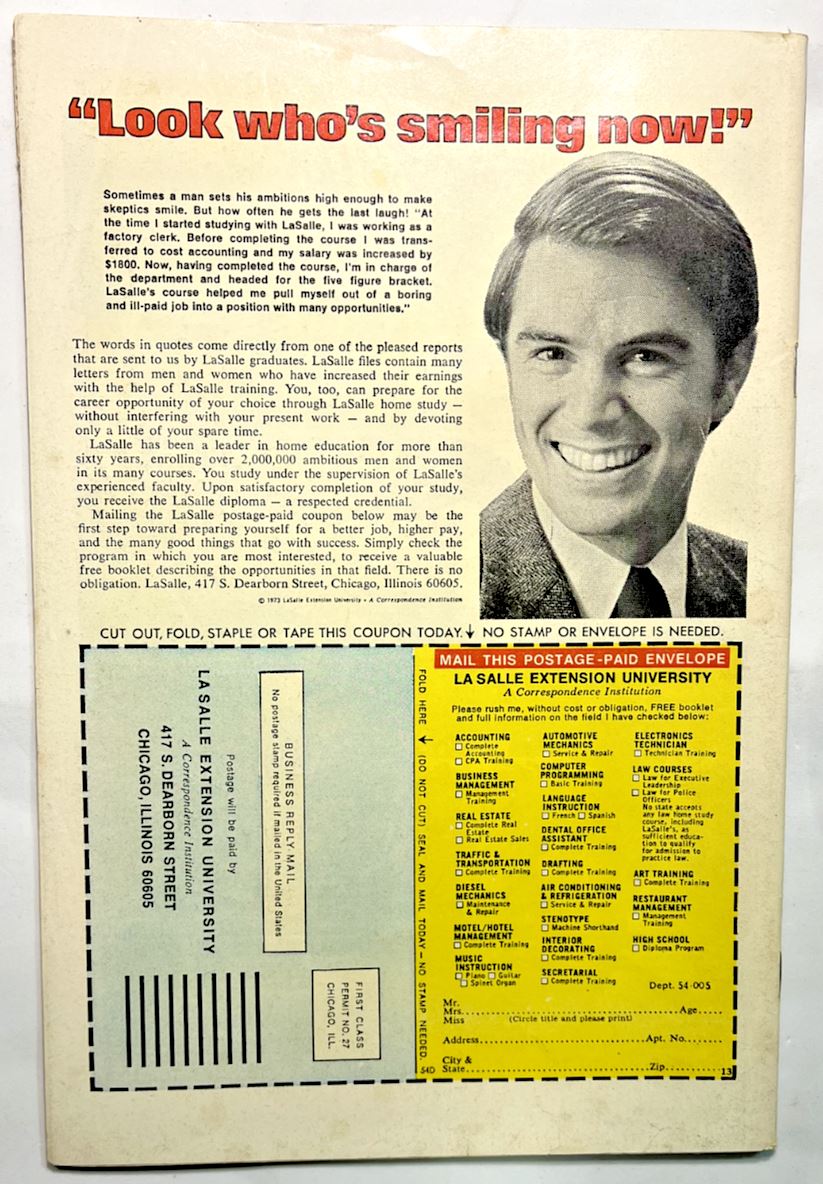 “Look who’s smiling now!”
Sometimes a man sets his ambitions high enough to make
skeptics smile. But how often he gets the last laugh! “At
the time I started studying with LaSalle, I was working as a
factory clerk. Before completing the course I was trans-
ferred to cost accounting and my salary was increased by
$1800. Now, having completed the course, I’m in charge of
the department and headed for the five figure bracket.
LaSalle’s course helped me pull myself out of a boring
and ill-paid job into a position with many opportunities.”
The words in quotes come directly from one of the pleased reports
that are sent to us by LaSalle graduates. LaSalle files contain many
letters from men and women who have increased their earnings
with the help of LaSalle training. You, too, can prepare for the
career opportunity of your choice through LaSalle home study —
without interfering with your present work — and by devoting
only a little of your spare time.
LaSalle has been a leader in home education for more than
sixty years, enrolling over 2,000,000 ambitious men and women
in its many courses. You study under the supervision of LaSalle’s
experienced faculty. Upon satisfactory completion of your study,
you receive the LaSalle diploma — a respected credential.
Mailing the LaSalle postage-paid coupon below may be the
first step toward preparing yourself for a better job, higher pay,
and the many good things that go with success. Simply check the
program in which you are most interested, to receive a valuable
free booklet describing the opportunities in that field. There is no
obligation. LaSalle, 417 S. Dearborn Street, Chicago, Illinois 60605.
© 1973 LaSalle Extension University • A Correspondence Institution
CUT OUT, FOLD, STAPLE OR TAPE THIS COUPON TODAY. ↓ NO STAMP OR ENVELOPE IS NEEDED.
FIRST CLASS
PERMIT NO. 27
CHICAGO, ILL.
BUSINESS REPLY MAIL
No postage stamp required if mailed in the United States
Postage will be paid by
LA SALLE EXTENSION UNIVERSITY
A Correspondence Institution
417 S. DEARBORN STREET
CHICAGO, ILLINOIS 60605
FOLD HERE ↓ (DO NOT CUT) SEAL AND MAIL TODAY — NO STAMP NEEDED.
54D
MAIL THIS POSTAGE-PAID ENVELOPE
LA SALLE EXTENSION UNIVERSITY
A Correspondence Institution
Please rush me, without cost or obligation, FREE booklet
and full information on the field I have checked below:
ACCOUNTING
☐ Complete
Accounting
☐ CPA Training
BUSINESS
MANAGEMENT
☐ Management
Training
REAL ESTATE
☐ Complete Real
Estate
☐ Real Estate Sales
TRAFFIC &
TRANSPORTATION
☐ Complete Training
DIESEL
MECHANICS
☐ Maintenance
& Repair
MOTEL/HOTEL
MANAGEMENT
☐ Complete Training
MUSIC
INSTRUCTION
☐ Piano ☐ Guitar
☐ Spinet Organ
AUTOMOTIVE
MECHANICS
☐ Service & Repair
COMPUTER
PROGRAMMING
☐ Basic Training
LANGUAGE
INSTRUCTION
☐ French ☐ Spanish
DENTAL OFFICE
ASSISTANT
☐ Complete Training
DRAFTING
☐ Complete Training
AIR CONDITIONING
& REFRIGERATION
☐ Service & Repair
STENOTYPE
☐ Machine Shorthand
INTERIOR
DECORATING
☐ Complete Training
SECRETARIAL
☐ Complete Training
ELECTRONICS
TECHNICIAN
☐ Technician Training
LAW COURSES
☐ Law for Executive
Leadership
☐ Law for Police
Officers
No state accepts
any law home study
course, including
LaSalle’s, as
sufficient educa-
tion to qualify
for admission to
practice law.
ART TRAINING
☐ Complete Training
RESTAURANT
MANAGEMENT
☐ Management
Training
HIGH SCHOOL
☐ Diploma Program
Dept. 54-005
Mr.
Mrs. Age
Miss (Circle title and please print)
Address Apt. No.
City &
State Zip 13